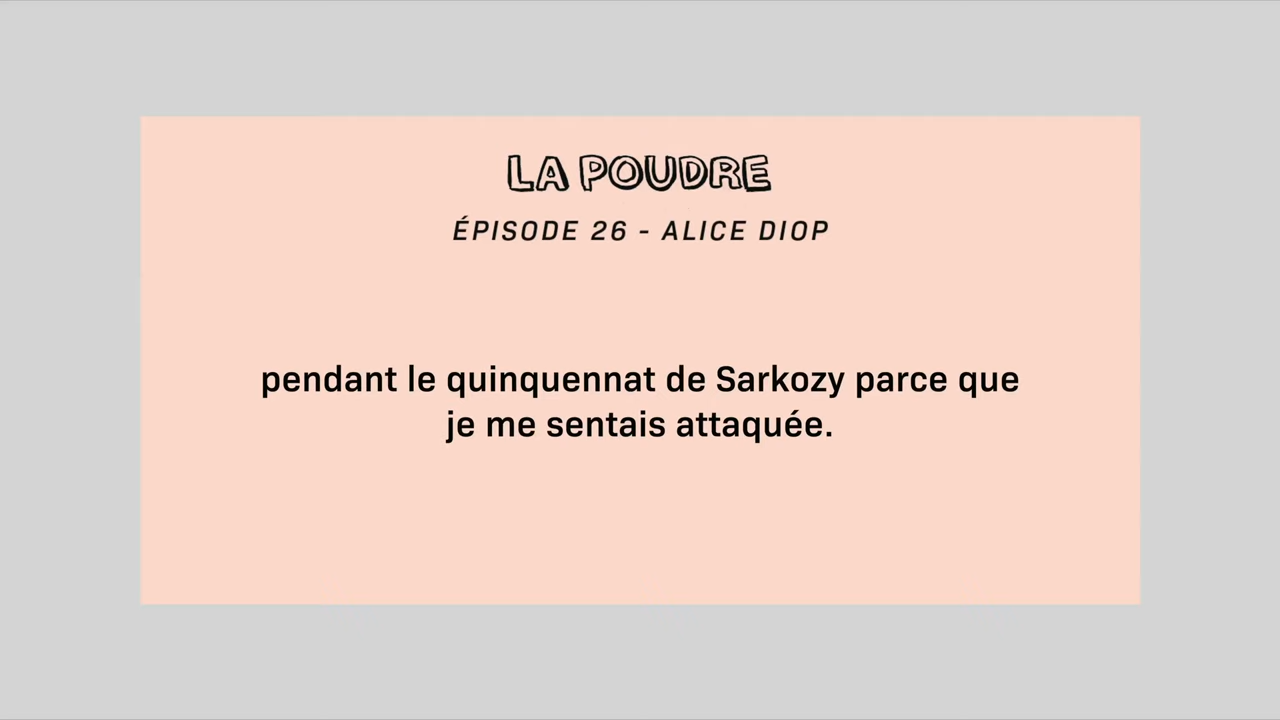 LA POUDRE
ÉPISODE 26 - ALICE DIOP
pendant le quinquennat de Sarkozy parce que
je me sentais attaquée.